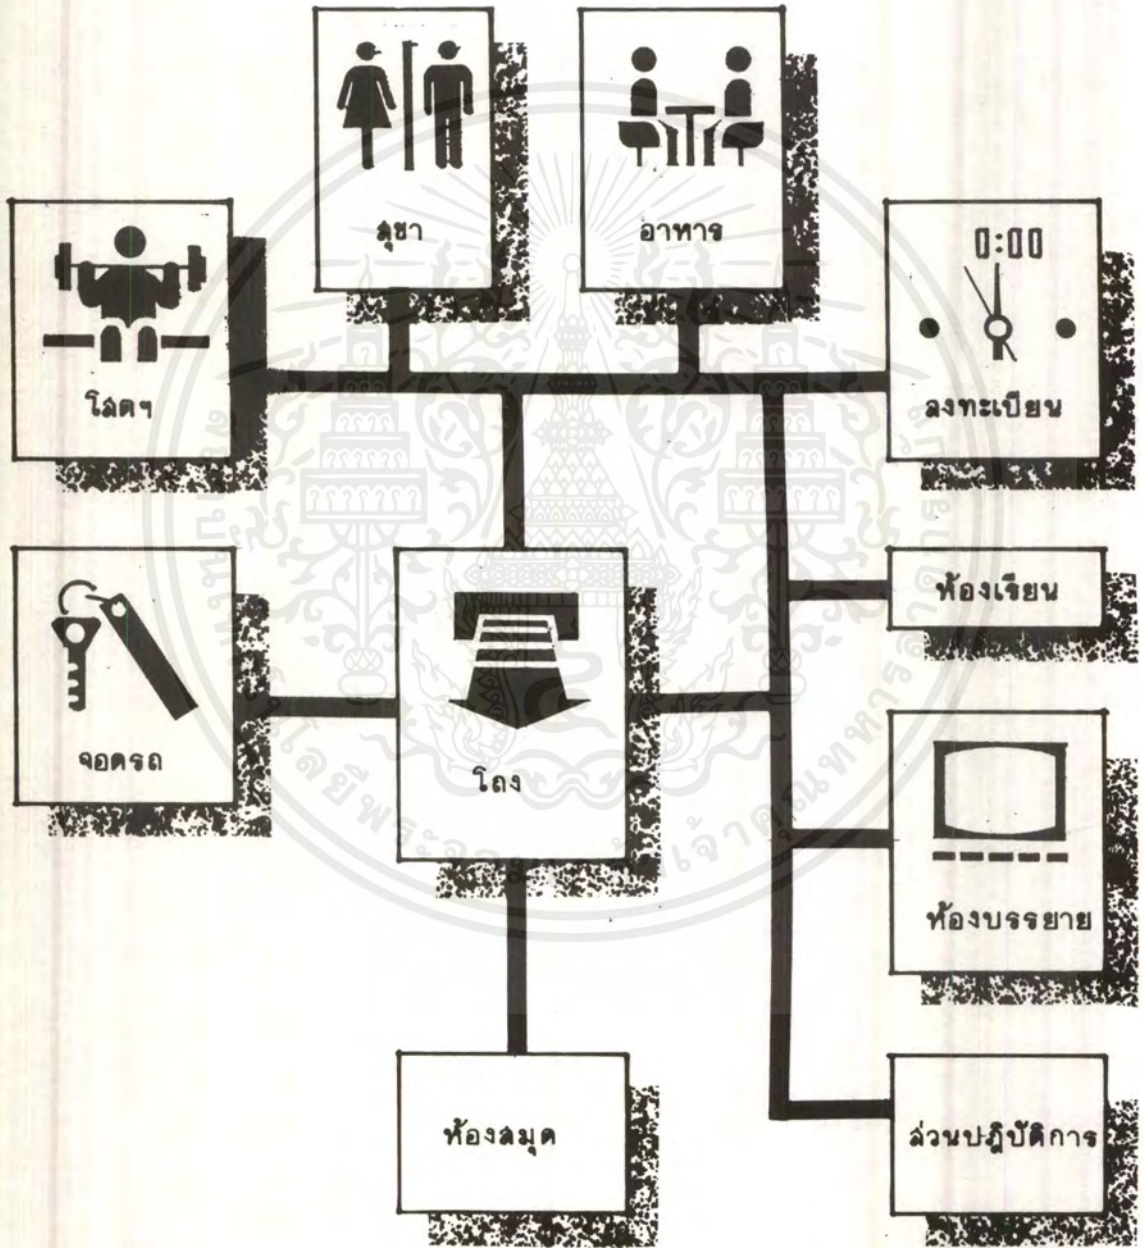 สุขา
อาหาร
0:00
โสตฯ
ลงทะเบียน
ห้องเรียน
จอดรถ
โถง
ห้องบรรยาย
ห้องสมุด
ส่วนปฎิบัติการ